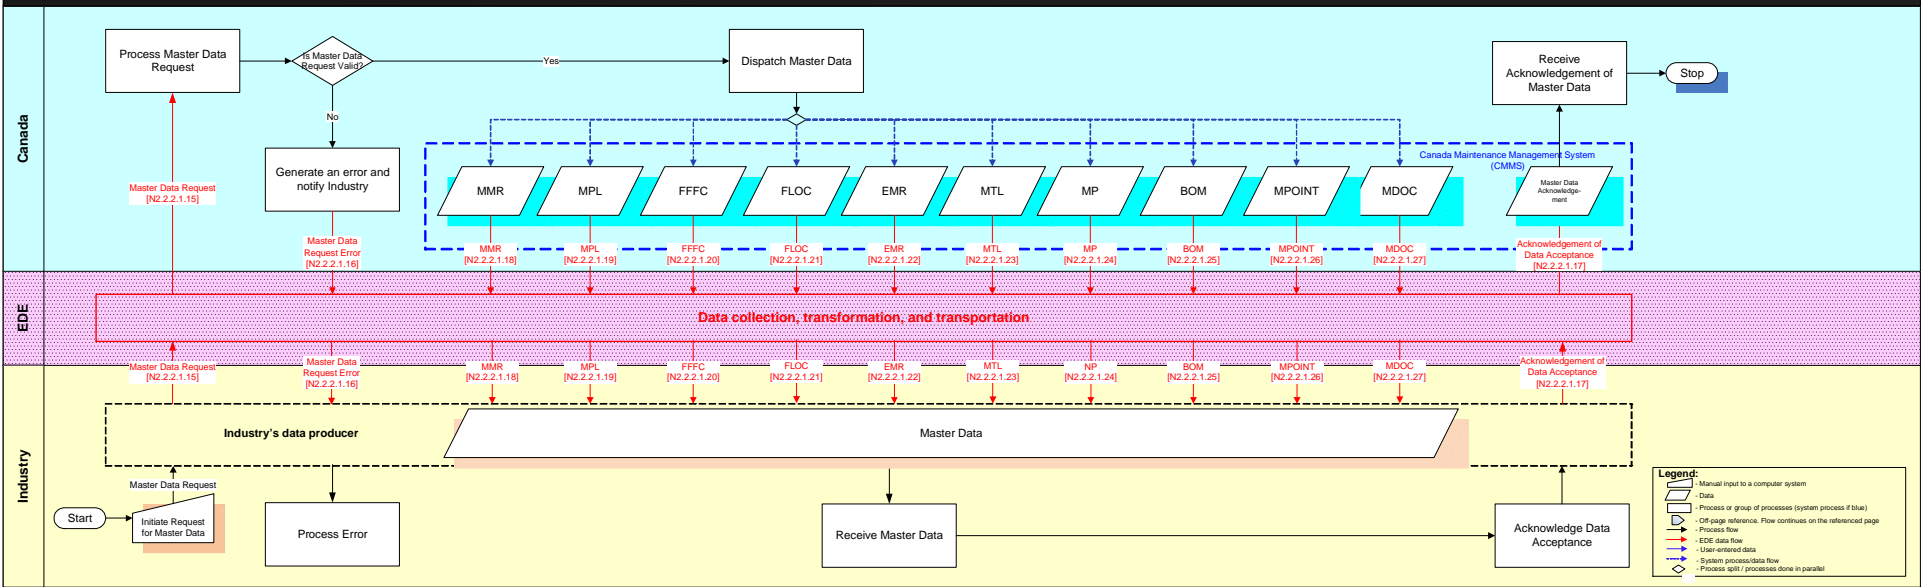 Canada
Process Master Data
Request
Is Master Data
Request Valid?
Yes
No
Dispatch Master Data
Receive
Acknowledgement of
Master Data
Stop
Generate an error and
notify Industry
Canada Maintenance Management System
(CMMS)
MMR
MPL
FFFC
FLOC
EMR
MTL
MP
BOM
MPOINT
MDOC
Master Data
Acknowledge-
ment
Master Data Request
[N2.2.2.1.15]
Master Data
Request Error
[N2.2.2.1.16]
MMR
[N2.2.2.1.18]
MPL
[N2.2.2.1.19]
FFFC
[N2.2.2.1.20]
FLOC
[N2.2.2.1.21]
EMR
[N2.2.2.1.22]
MTL
[N2.2.2.1.23]
MP
[N2.2.2.1.24]
BOM
[N2.2.2.1.25]
MPOINT
[N2.2.2.1.26]
MDOC
[N2.2.2.1.27]
Acknowledgement of
Data Acceptance
[N2.2.2.1.17]
EDE
Data collection, transformation, and transportation
Master Data Request
[N2.2.2.1.15]
Master Data
Request Error
[N2.2.2.1.16]
MMR
[N2.2.2.1.18]
MPL
[N2.2.2.1.19]
FFFC
[N2.2.2.1.20]
FLOC
[N2.2.2.1.21]
EMR
[N2.2.2.1.22]
MTL
[N2.2.2.1.23]
NP
[N2.2.2.1.24]
BOM
[N2.2.2.1.25]
MPOINT
[N2.2.2.1.26]
MDOC
[N2.2.2.1.27]
Acknowledgement of
Data Acceptance
[N2.2.2.1.17]
Industry
Industry's data producer
Master Data
Master Data Request
Start
Initiate Request
for Master Data
Process Error
Receive Master Data
Acknowledge Data
Acceptance
Legend:
- Manual input to a computer system
- Data
- Process or group of processes (system process if blue)
- Off-page reference. Flow continues on the referenced page
- Process flow
- EDE data flow
- User-entered data
- System process/data flow
- Process split / processes done in parallel